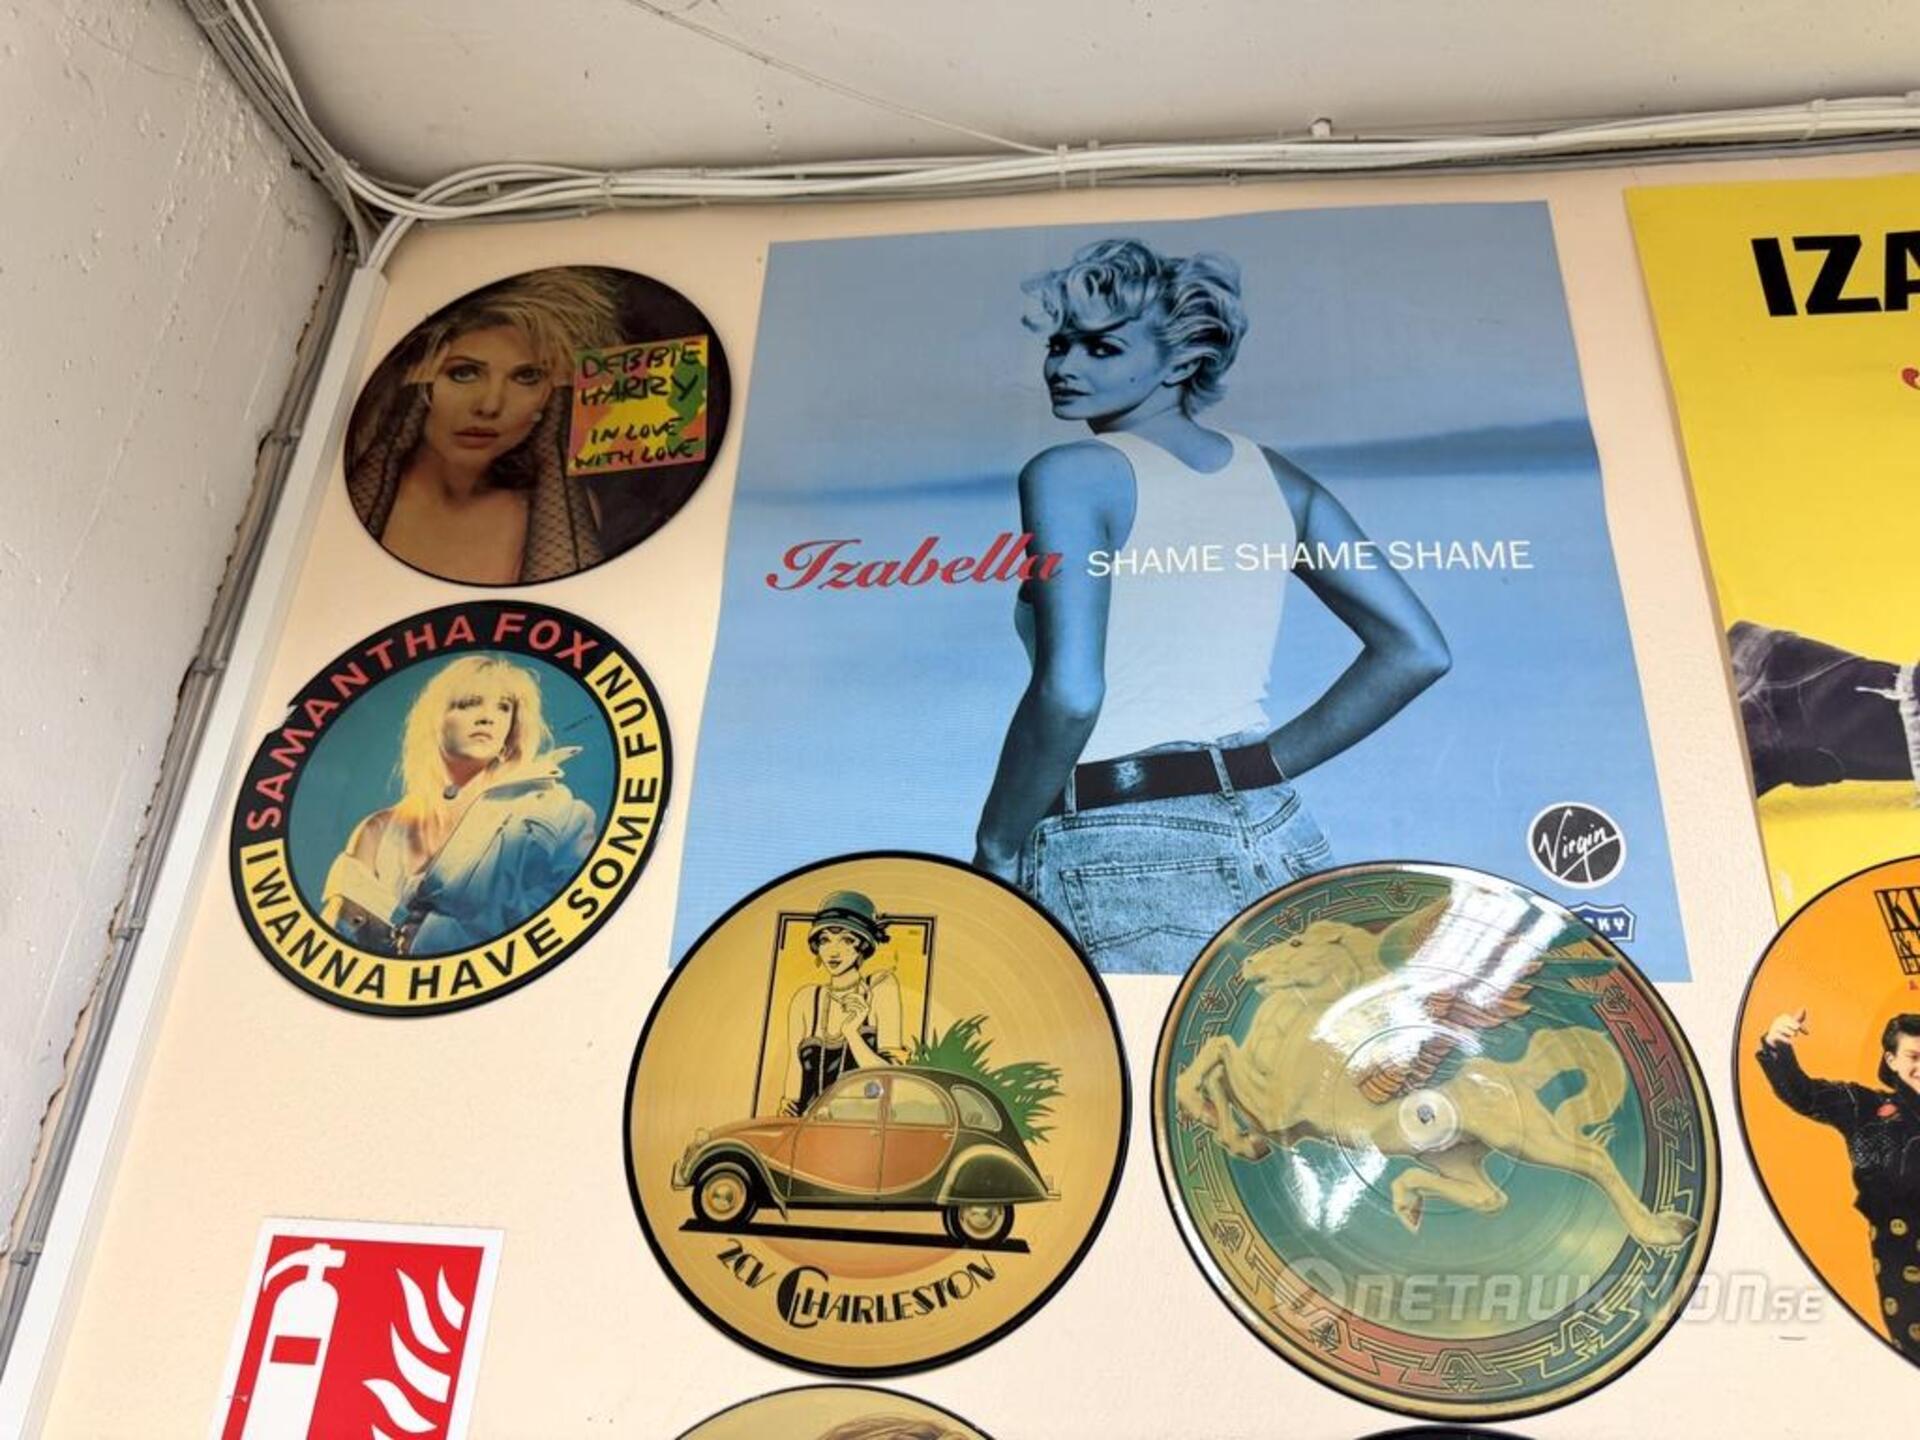 DEBBIE
HARRY
IN LOVE
WITH LOVE
SAMANTHA FOX
I WANNA HAVE SOME FUN
Izabella SHAME SHAME SHAME
Virgin
IZA
2CV CHARLESTON
NETAUKTION.SE